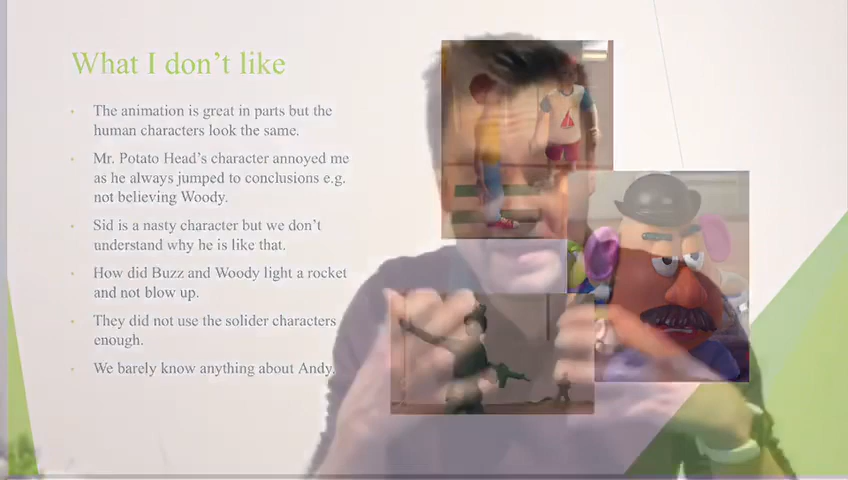 What I don't like
The animation is great in parts but the
human characters look the same.
Mr. Potato Head's character annoyed me
as he always jumped to conclusions e.g.
not believing Woody.
Sid is a nasty character but we don't
understand why he is like that.
How did Buzz and Woody light a rocket
and not blow up.
They did not use the solider characters
enough.
We barely know anything about Andy.